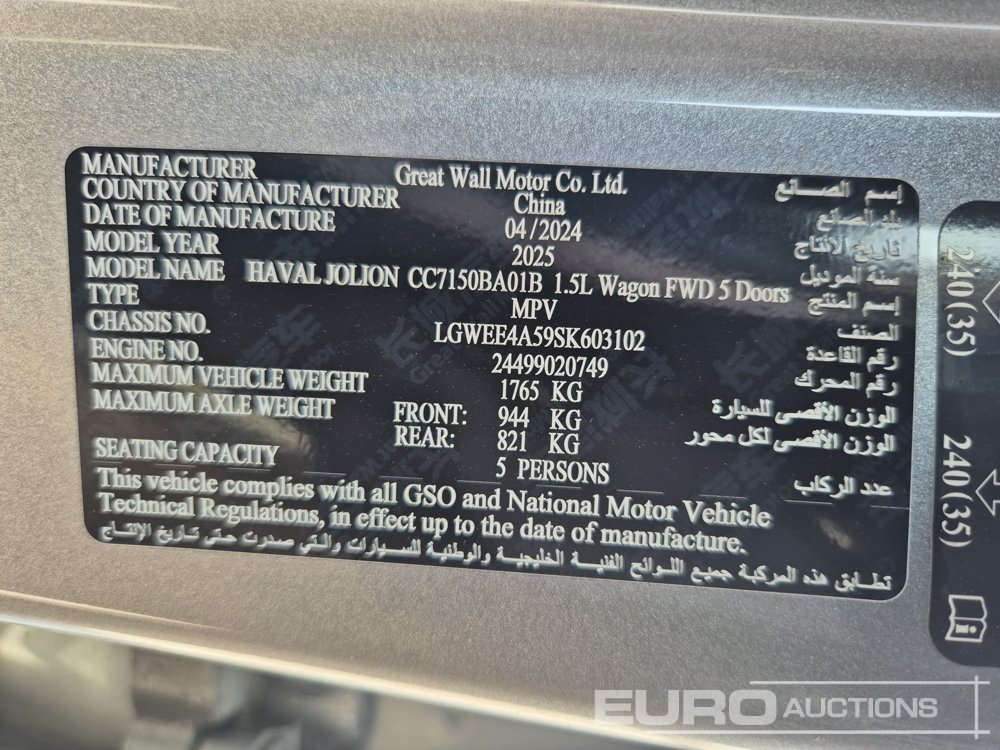 MANUFACTURER Great Wall Motor Co. Ltd. إسم الصانع
COUNTRY OF MANUFACTURER China بلد الصانع
DATE OF MANUFACTURE 04/2024 تاريخ الانتاج
MODEL YEAR 2025 سنة الموديل
MODEL NAME HAVAL JOLION CC7150BA01B 1.5L Wagon FWD 5 Doors إسم المنتج
TYPE MPV الصنف
CHASSIS NO. LGWEE4A59SK603102 رقم القاعدة
ENGINE NO. 24499020749 رقم المحرك
MAXIMUM VEHICLE WEIGHT 1765 KG الوزن الأقصى للسيارة
MAXIMUM AXLE WEIGHT FRONT: 944 KG الوزن الأقصى لكل محور
REAR: 821 KG
SEATING CAPACITY 5 PERSONS عدد الركاب
This vehicle complies with all GSO and National Motor Vehicle
Technical Regulations, in effect up to the date of manufacture.
تطابق هذه المركبة جميع اللوائح الفنية الخليجية والوطنية للسيارات والتي صدرت حتى تاريخ الإنتاج
240(35)
240(35)
EURO AUCTIONS